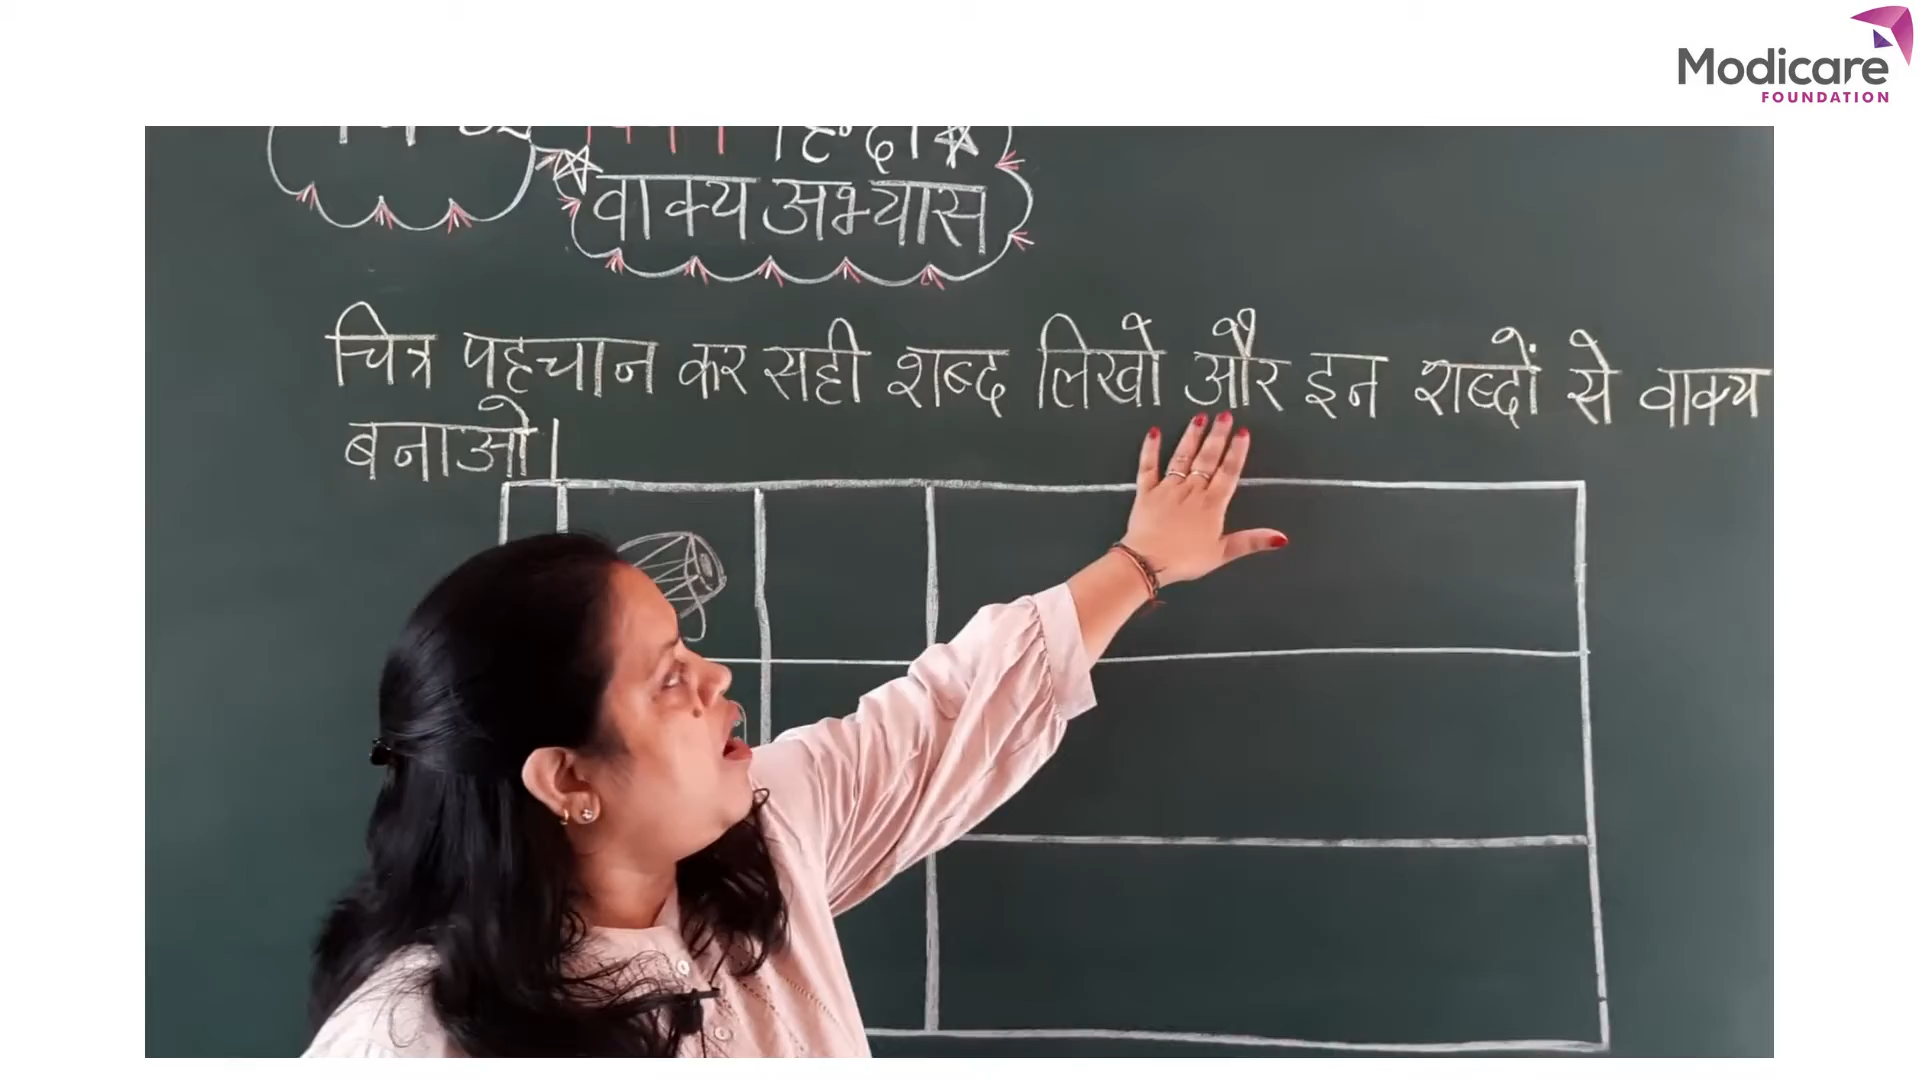 Modicare
FOUNDATION
हिन्दी
वाक्य अभ्यास
चित्र पहचान कर सही शब्द लिखो और इन शब्दों से वाक्य
बनाओ।